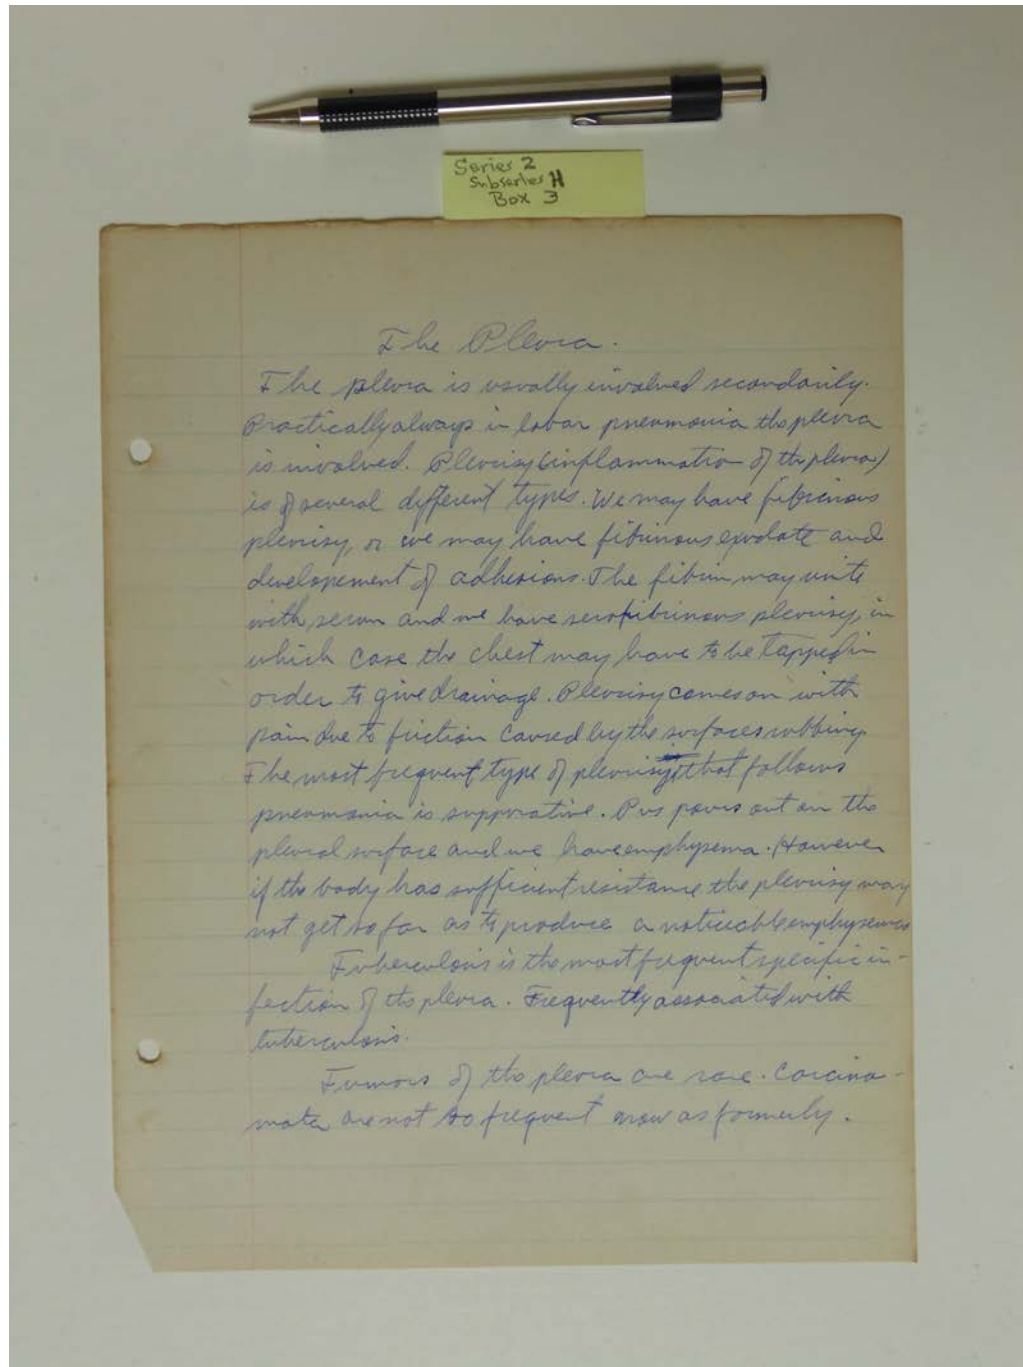 Series 2
Subseries H
Box 3
The Pleura.
The pleura is usually involved secondarily.
Practically always in lobar pneumonia the pleura
is involved. Pleurisy (inflammation of the pleura)
is of several different types. We may have fibrinous
pleurisy, or we may have fibrinous exudate and
developement of adhesions. The fibrin may unite
with serum and we have serofibrinous pleurisy, in
which case the chest may have to be tapped in
order to give drainage. Pleurisy comes on with
pain due to friction caused by the surfaces rubbing.
The most frequent type of pleurisy that follows
pneumonia is suppurative. Pus pours out on the
pleural surface and we have emphysema. However
if the body has sufficient resistance the pleurisy may
not get so far as to produce a noticeable emphysema
Tuberculosis is the most frequent specific in-
fection of the pleura. Frequently associated with
tuberculosis.
Tumors of the pleura are rare. Carcino-
mata are not so frequent now as formerly.